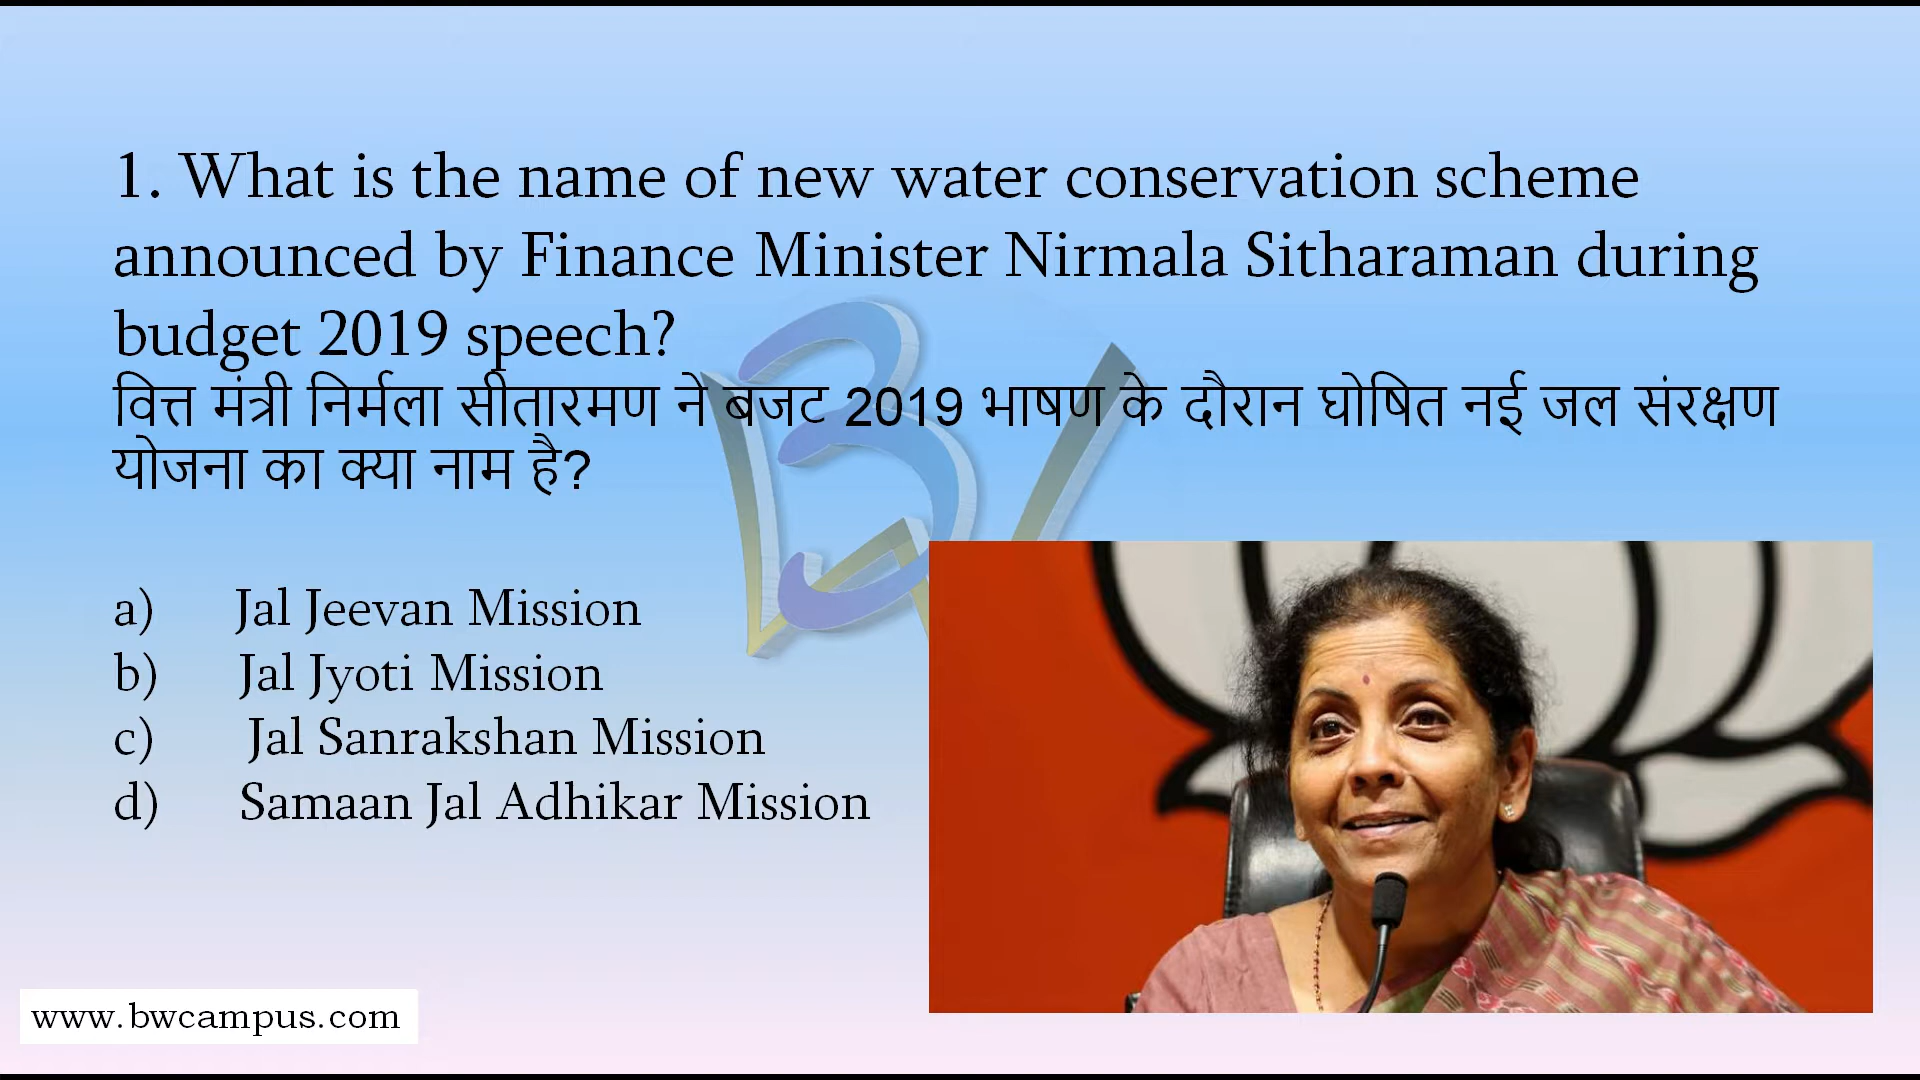 1. What is the name of new water conservation scheme
announced by Finance Minister Nirmala Sitharaman during
budget 2019 speech?
वित्त मंत्री निर्मला सीतारमण ने बजट 2019 भाषण के दौरान घोषित नई जल संरक्षण
योजना का क्या नाम है?
a) Jal Jeevan Mission
b) Jal Jyoti Mission
c) Jal Sanrakshan Mission
d) Samaan Jal Adhikar Mission
www.bwcampus.com